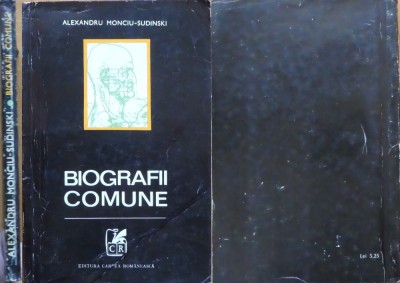 ALEXANDRU MONCIU-SUDINSKI ● BIOGRAFII COMUNE
ALEXANDRU MONCIU-SUDINSKI
BIOGRAFII
COMUNE
CR
EDITURA CARTEA ROMÂNEASCĂ
Lei 5,25